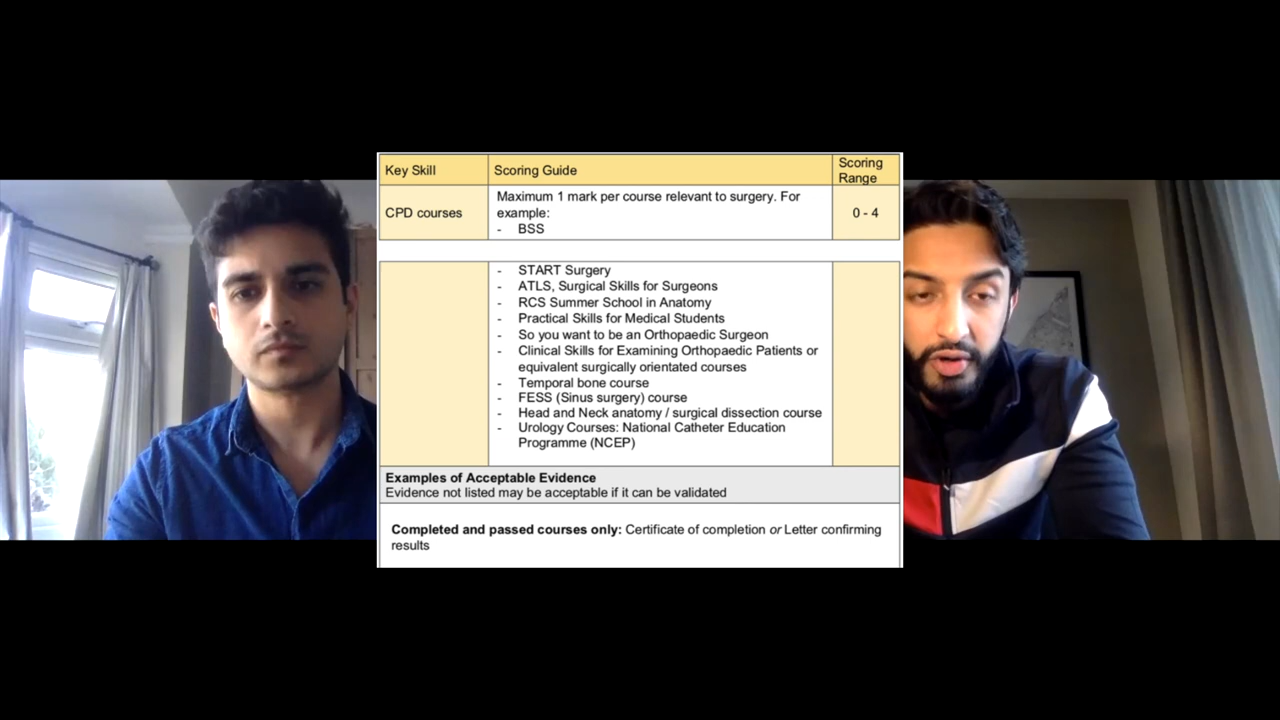 Key Skill
Scoring Guide
Scoring
Range
CPD courses
Maximum 1 mark per course relevant to surgery. For
example:
- BSS
0 - 4
- START Surgery
- ATLS, Surgical Skills for Surgeons
- RCS Summer School in Anatomy
- Practical Skills for Medical Students
- So you want to be an Orthopaedic Surgeon
- Clinical Skills for Examining Orthopaedic Patients or
equivalent surgically orientated courses
- Temporal bone course
- FESS (Sinus surgery) course
- Head and Neck anatomy / surgical dissection course
- Urology Courses: National Catheter Education
Programme (NCEP)
Examples of Acceptable Evidence
Evidence not listed may be acceptable if it can be validated
Completed and passed courses only: Certificate of completion or Letter confirming
results